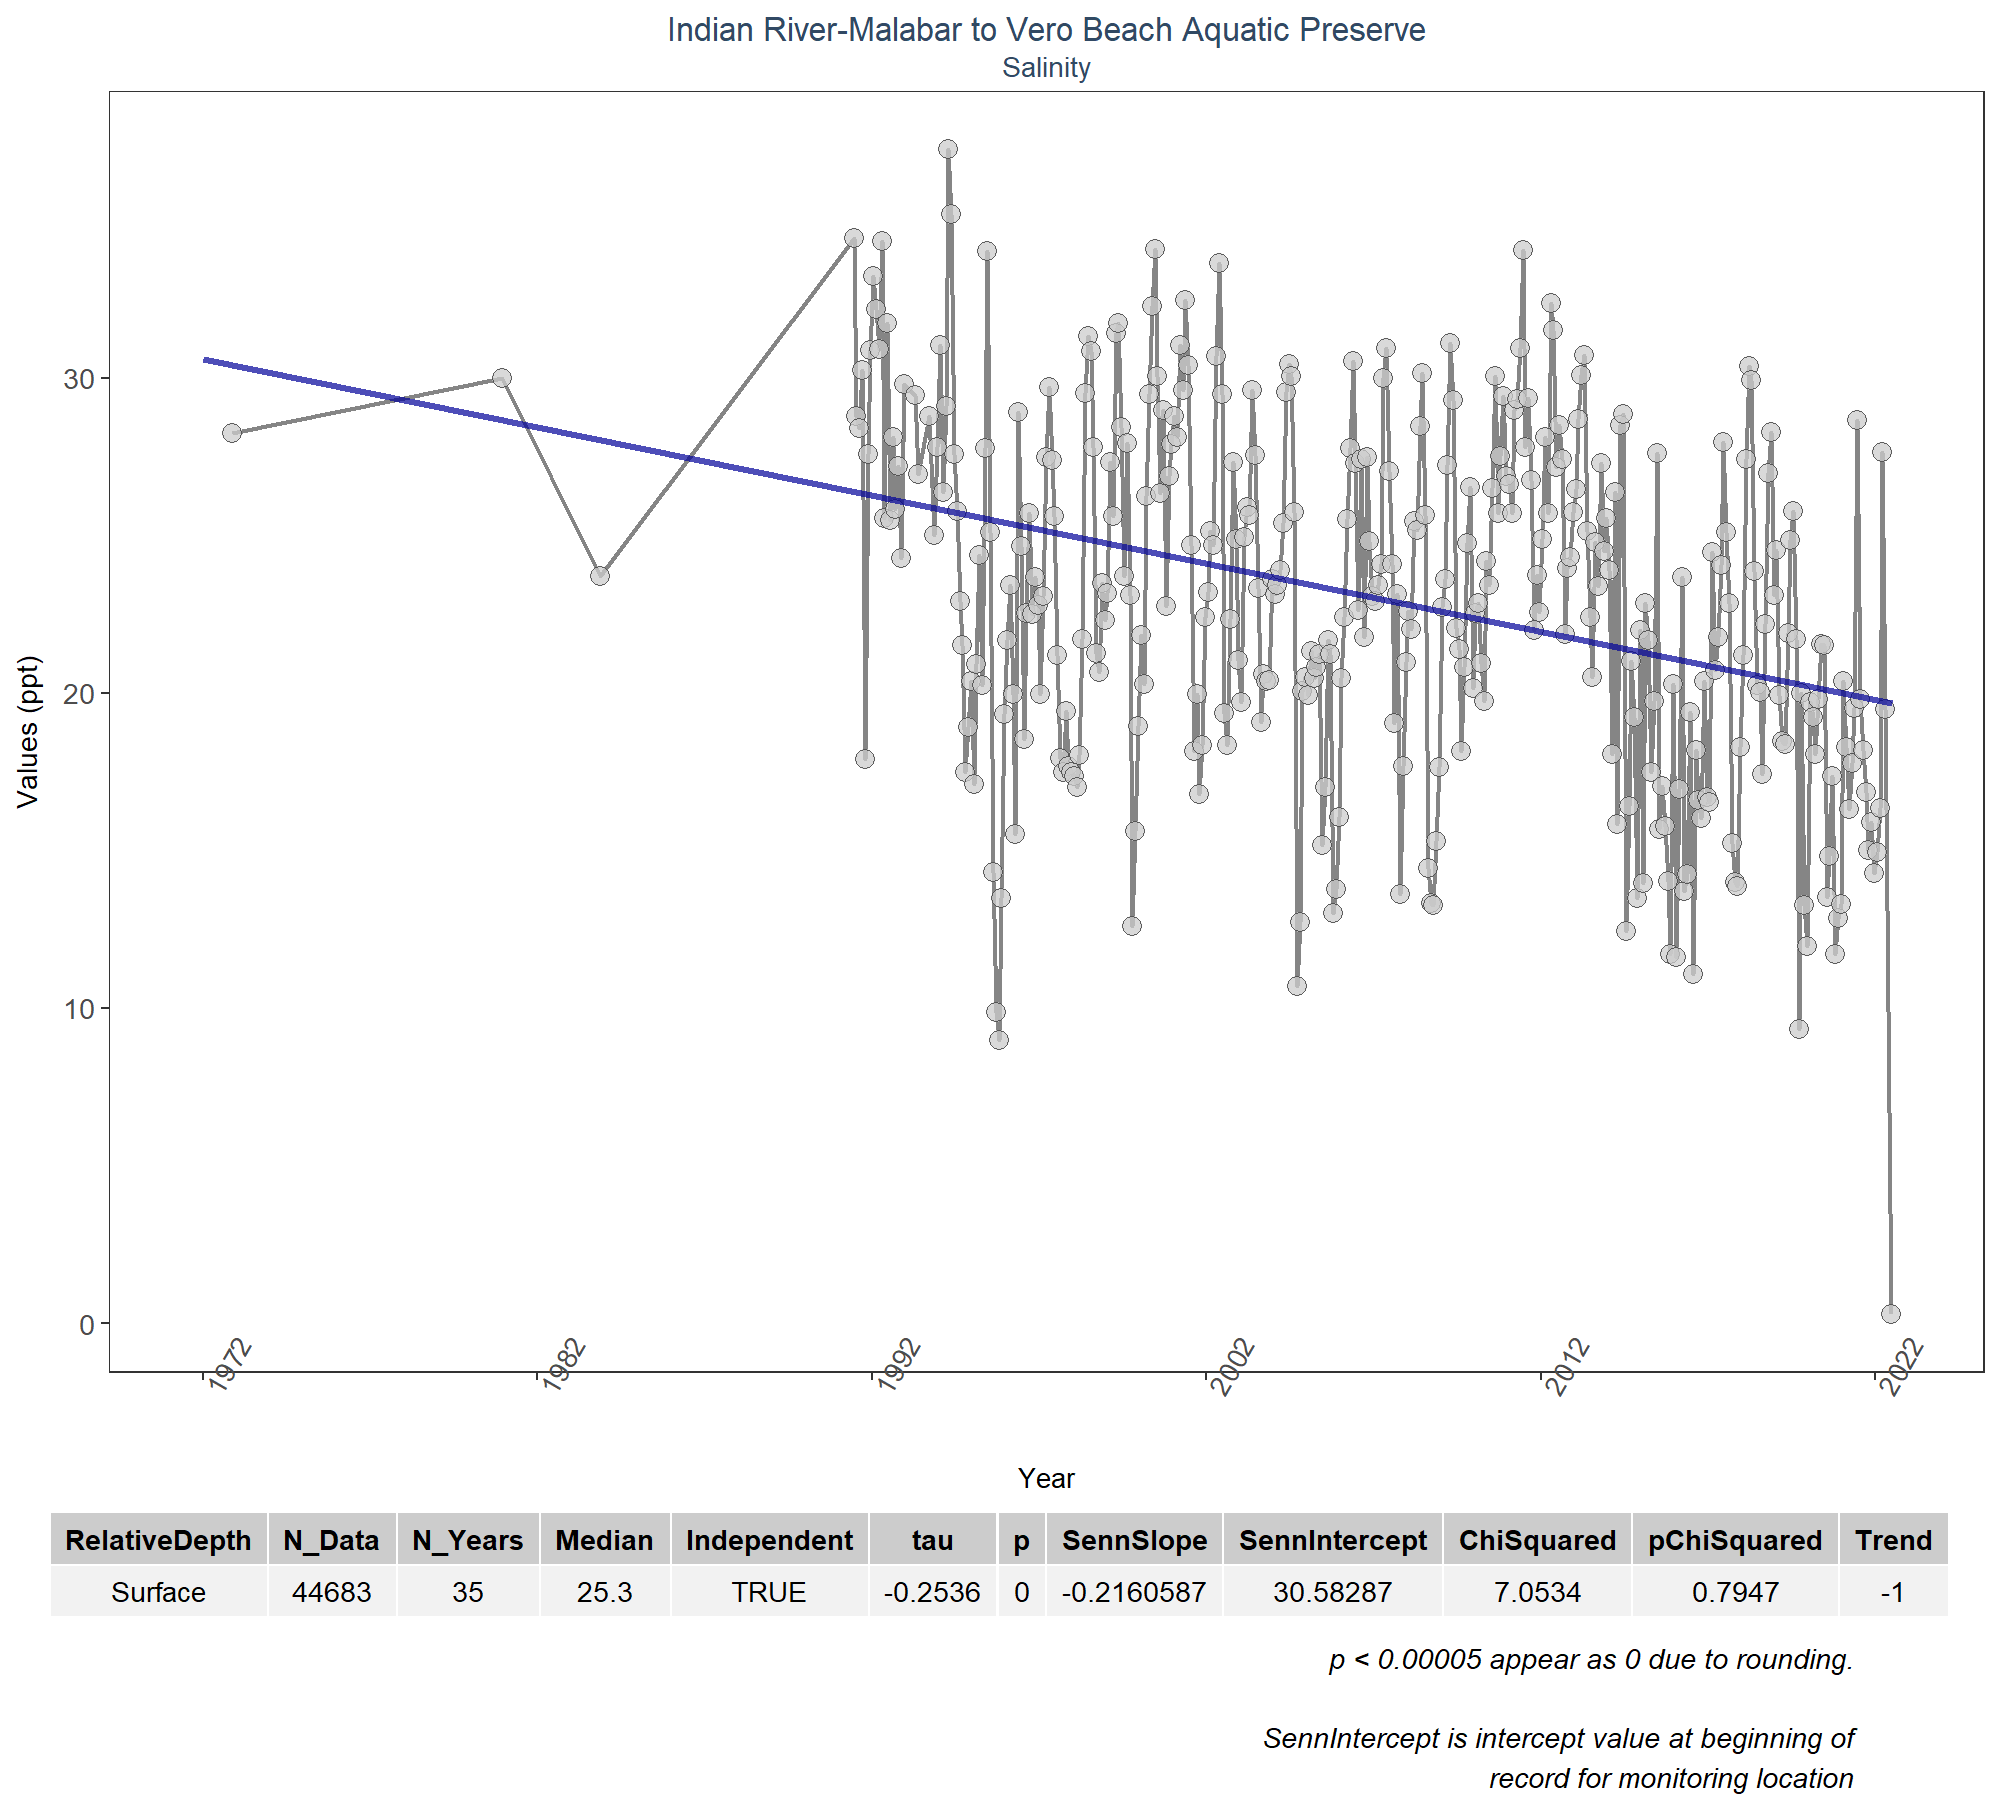 Indian River-Malabar to Vero Beach Aquatic Preserve
Salinity
Values (ppt)
30
20
10
0
1972
1982
1992
2002
2012
2022
Year
RelativeDepth N_Data N_Years Median Independent tau p SennSlope SennIntercept ChiSquared pChiSquared Trend
Surface 44683 35 25.3 TRUE -0.2536 0 -0.2160587 30.58287 7.0534 0.7947 -1
p < 0.00005 appear as 0 due to rounding.
SennIntercept is intercept value at beginning of
record for monitoring location